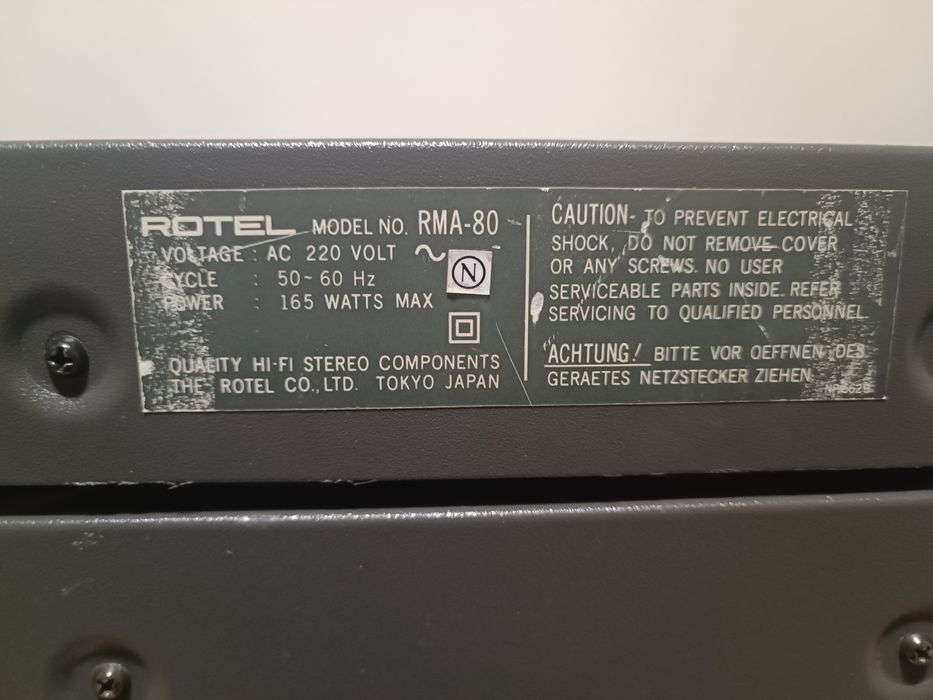 ROTEL MODEL NO. RMA-80
VOLTAGE : AC 220 VOLT ~
CYCLE : 50~60 Hz
POWER : 165 WATTS MAX
N
QUALITY HI-FI STEREO COMPONENTS
THE ROTEL CO., LTD. TOKYO JAPAN
CAUTION- TO PREVENT ELECTRICAL
SHOCK, DO NOT REMOVE COVER
OR ANY SCREWS. NO USER
SERVICEABLE PARTS INSIDE. REFER
SERVICING TO QUALIFIED PERSONNEL.
ACHTUNG! BITTE VOR OEFFNEN DES
GERAETES NETZSTECKER ZIEHEN